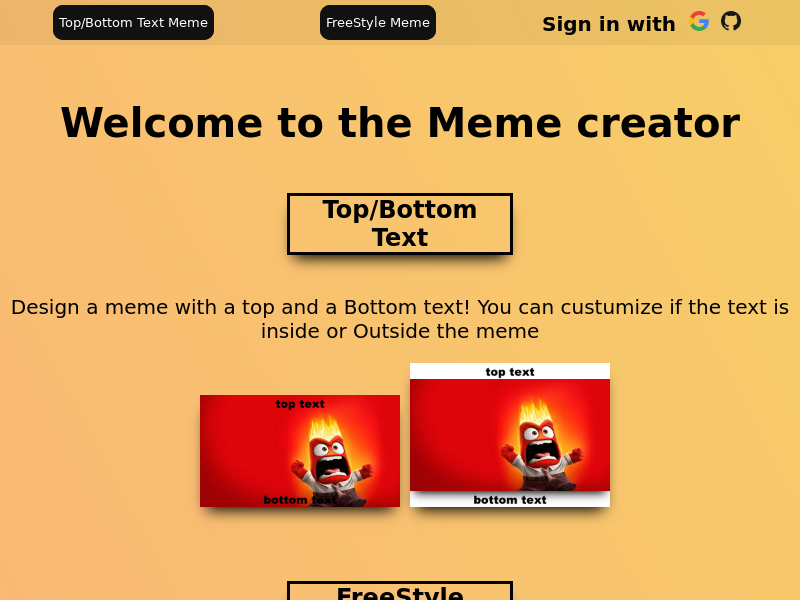 Top/Bottom Text Meme
FreeStyle Meme
Sign in with
Welcome to the Meme creator
Top/Bottom
Text
Design a meme with a top and a Bottom text! You can custumize if the text is
inside or Outside the meme
top text
bottom text
top text
bottom text
FreeStyle